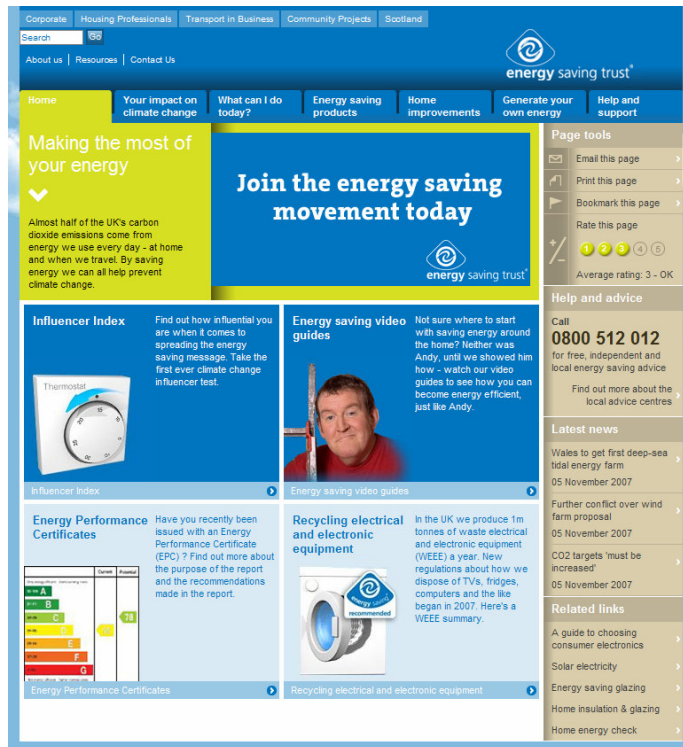 Corporate Housing Professionals Transport in Business Community Projects Scotland
Search Go
About us | Resources | Contact Us
energy saving trust®
Home
Your impact on
climate change
What can I do
today?
Energy saving
products
Home
improvements
Generate your
own energy
Help and
support
Making the most of
your energy
Almost half of the UK's carbon
dioxide emissions come from
energy we use every day - at home
and when we travel. By saving
energy we can all help prevent
climate change.
Join the energy saving
movement today
energy saving trust®
Page tools
Email this page
Print this page
Bookmark this page
Rate this page
+/-
1 2 3 4 5
Average rating: 3 - OK
Help and advice
Call
0800 512 012
for free, independent and
local energy saving advice
Find out more about the
local advice centres
Latest news
Wales to get first deep-sea
tidal energy farm
05 November 2007
Further conflict over wind
farm proposal
05 November 2007
CO2 targets 'must be
increased'
05 November 2007
Related links
A guide to choosing
consumer electronics
Solar electricity
Energy saving glazing
Home insulation & glazing
Home energy check
Influencer Index
Find out how influential you
are when it comes to
spreading the energy
saving message. Take the
first ever climate change
influencer test.
Thermostat
Influencer Index
Energy saving video
guides
Not sure where to start
with saving energy around
the home? Neither was
Andy, until we showed him
how - watch our video
guides to see how you can
become energy efficient,
just like Andy.
Energy saving video guides
Energy Performance
Certificates
Have you recently been
issued with an Energy
Performance Certificate
(EPC) ? Find out more about
the purpose of the report
and the recommendations
made in the report.
Current Potential
A
B
C
78
D
E
F
G
Energy Performance Certificates
Recycling electrical
and electronic
equipment
In the UK we produce 1m
tonnes of waste electrical
and electronic equipment
(WEEE) a year. New
regulations about how we
dispose of TVs, fridges,
computers and the like
began in 2007. Here's a
WEEE summary.
energy saving
recommended
Recycling electrical and electronic equipment